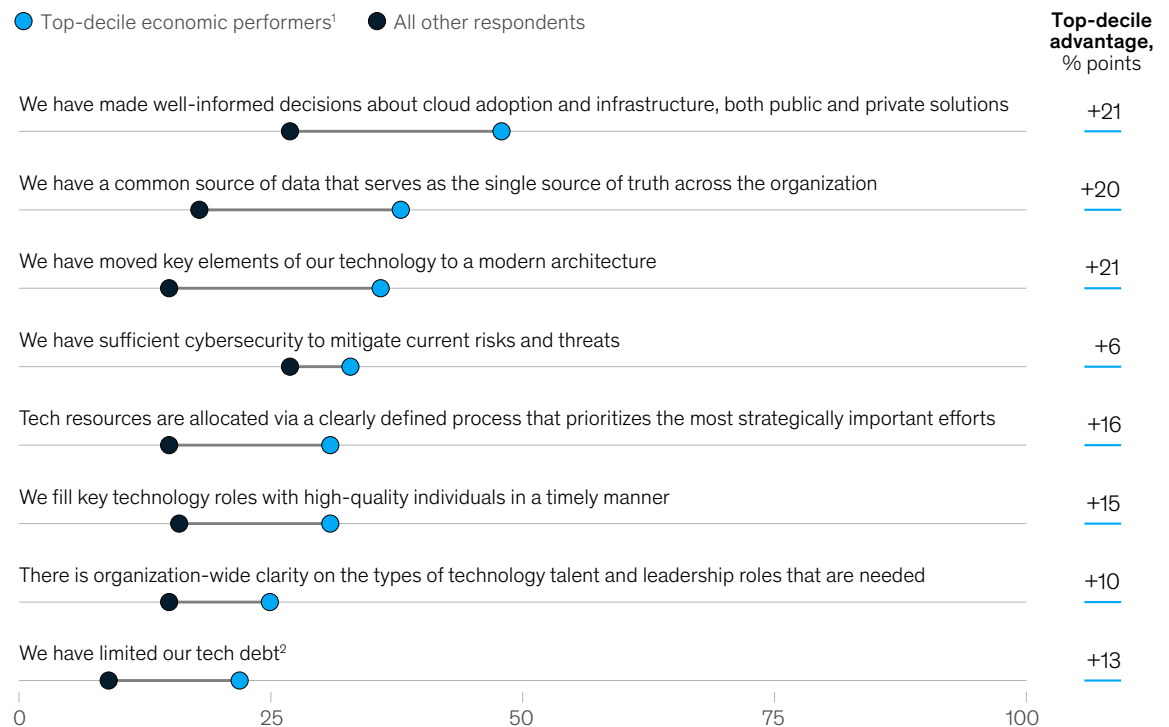 Top-decile economic performers¹ All other respondents
Top-decile
advantage,
% points
We have made well-informed decisions about cloud adoption and infrastructure, both public and private solutions
+21
We have a common source of data that serves as the single source of truth across the organization
+20
We have moved key elements of our technology to a modern architecture
+21
We have sufficient cybersecurity to mitigate current risks and threats
+6
Tech resources are allocated via a clearly defined process that prioritizes the most strategically important efforts
+16
We fill key technology roles with high-quality individuals in a timely manner
+15
There is organization-wide clarity on the types of technology talent and leadership roles that are needed
+10
We have limited our tech debt²
+13
0 25 50 75 100